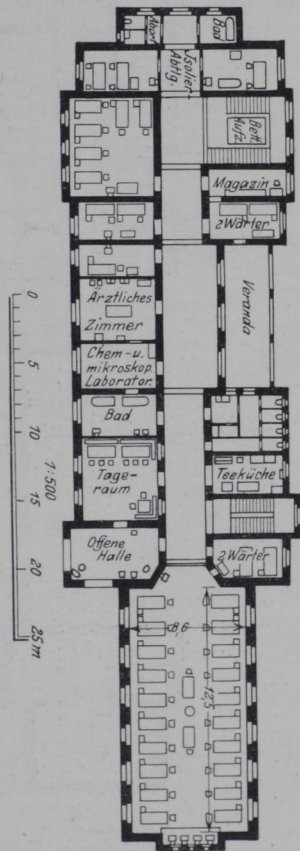 Abort
Bad
Isolier
Abtlg.
Bett
Aufz.
Magazin
2 Wärter
Veranda
Ärztliches
Zimmer
Chem-u.
mikroskop.
Laborator.
Bad
Tage-
raum
Teeküche
Offene
Halle
2 Wärter
8,6
12,5
0
5
10
15
20
25 m
1:500